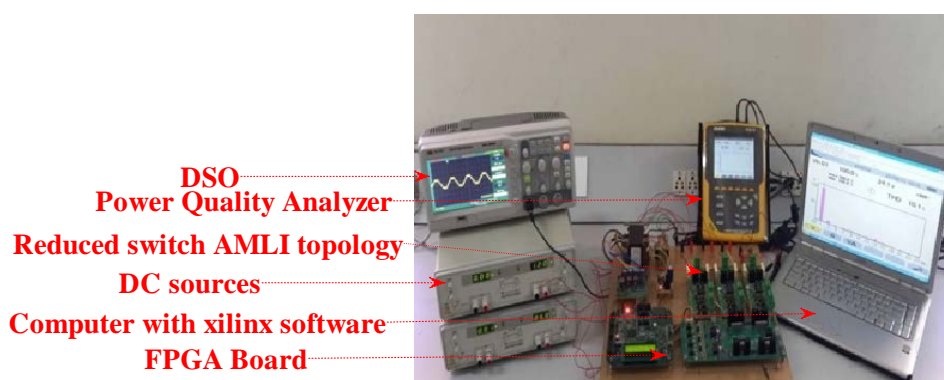 DSO
Power Quality Analyzer
Reduced switch AMLI topology
DC sources
Computer with xilinx software
FPGA Board